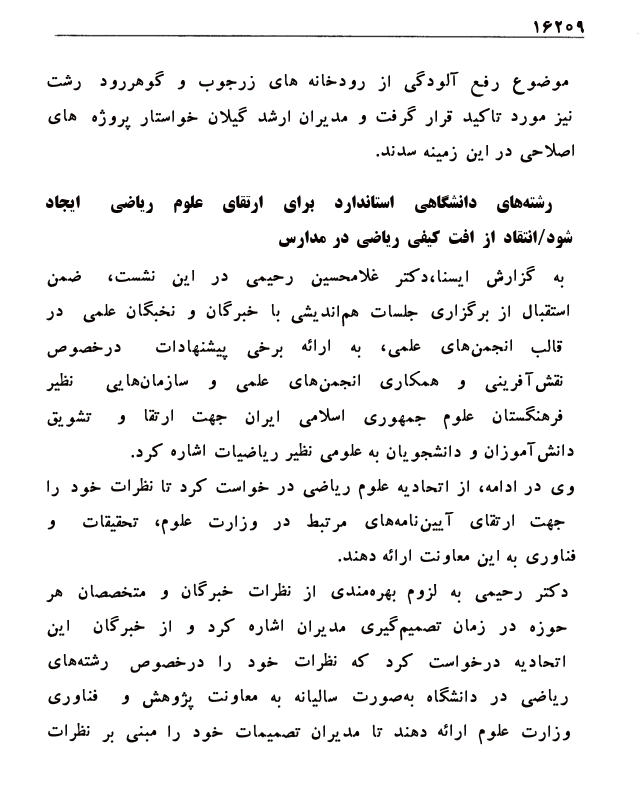 ۱۶۲۰۹
موضوع رفع آلودگی از رودخانه های زرجوب و گوهررود رشت
نیز مورد تاکید قرار گرفت و مدیران ارشد گیلان خواستار پروژه های
اصلاحی در این زمینه سدند.
رشته‌های دانشگاهی استاندارد برای ارتقای علوم ریاضی ایجاد
شود/انتقاد از افت کیفی ریاضی در مدارس
به گزارش ایسنا،دکتر غلامحسین رحیمی در این نشست، ضمن
استقبال از برگزاری جلسات هم‌اندیشی با خبرگان و نخبگان علمی در
قالب انجمن‌های علمی، به ارائه برخی پیشنهادات درخصوص
نقش‌آفرینی و همکاری انجمن‌های علمی و سازمان‌هایی نظیر
فرهنگستان علوم جمهوری اسلامی ایران جهت ارتقا و تشویق
دانش‌آموزان و دانشجویان به علومی نظیر ریاضیات اشاره کرد.
وی در ادامه، از اتحادیه علوم ریاضی در خواست کرد تا نظرات خود را
جهت ارتقای آیین‌نامه‌های مرتبط در وزارت علوم، تحقیقات و
فناوری به این معاونت ارائه دهند.
دکتر رحیمی به لزوم بهره‌مندی از نظرات خبرگان و متخصصان هر
حوزه در زمان تصمیم‌گیری مدیران اشاره کرد و از خبرگان این
اتحادیه درخواست کرد که نظرات خود را درخصوص رشته‌های
ریاضی در دانشگاه به‌صورت سالیانه به معاونت پژوهش و فناوری
وزارت علوم ارائه دهند تا مدیران تصمیمات خود را مبنی بر نظرات